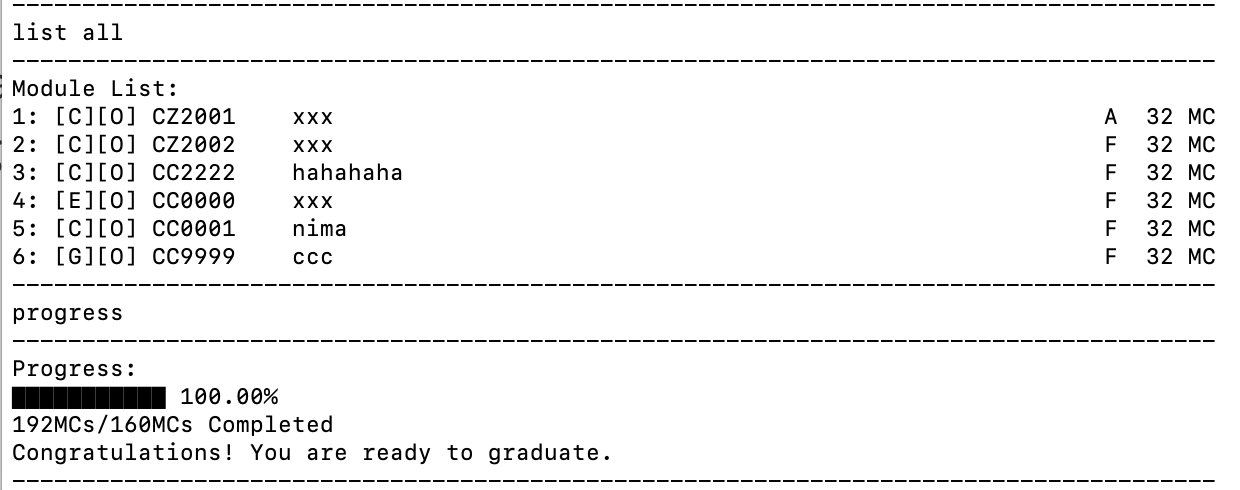 --------------------------------------------------------------------------------------
list all
--------------------------------------------------------------------------------------
Module List:
1: [C][O] CZ2001    xxx                                                       A  32 MC
2: [C][O] CZ2002    xxx                                                       F  32 MC
3: [C][O] CC2222    hahahaha                                                  F  32 MC
4: [E][O] CC0000    xxx                                                       F  32 MC
5: [C][O] CC0001    nima                                                      F  32 MC
6: [G][O] CC9999    ccc                                                       F  32 MC
--------------------------------------------------------------------------------------
progress
--------------------------------------------------------------------------------------
Progress:
███████████ 100.00%
192MCs/160MCs Completed
Congratulations! You are ready to graduate.
--------------------------------------------------------------------------------------